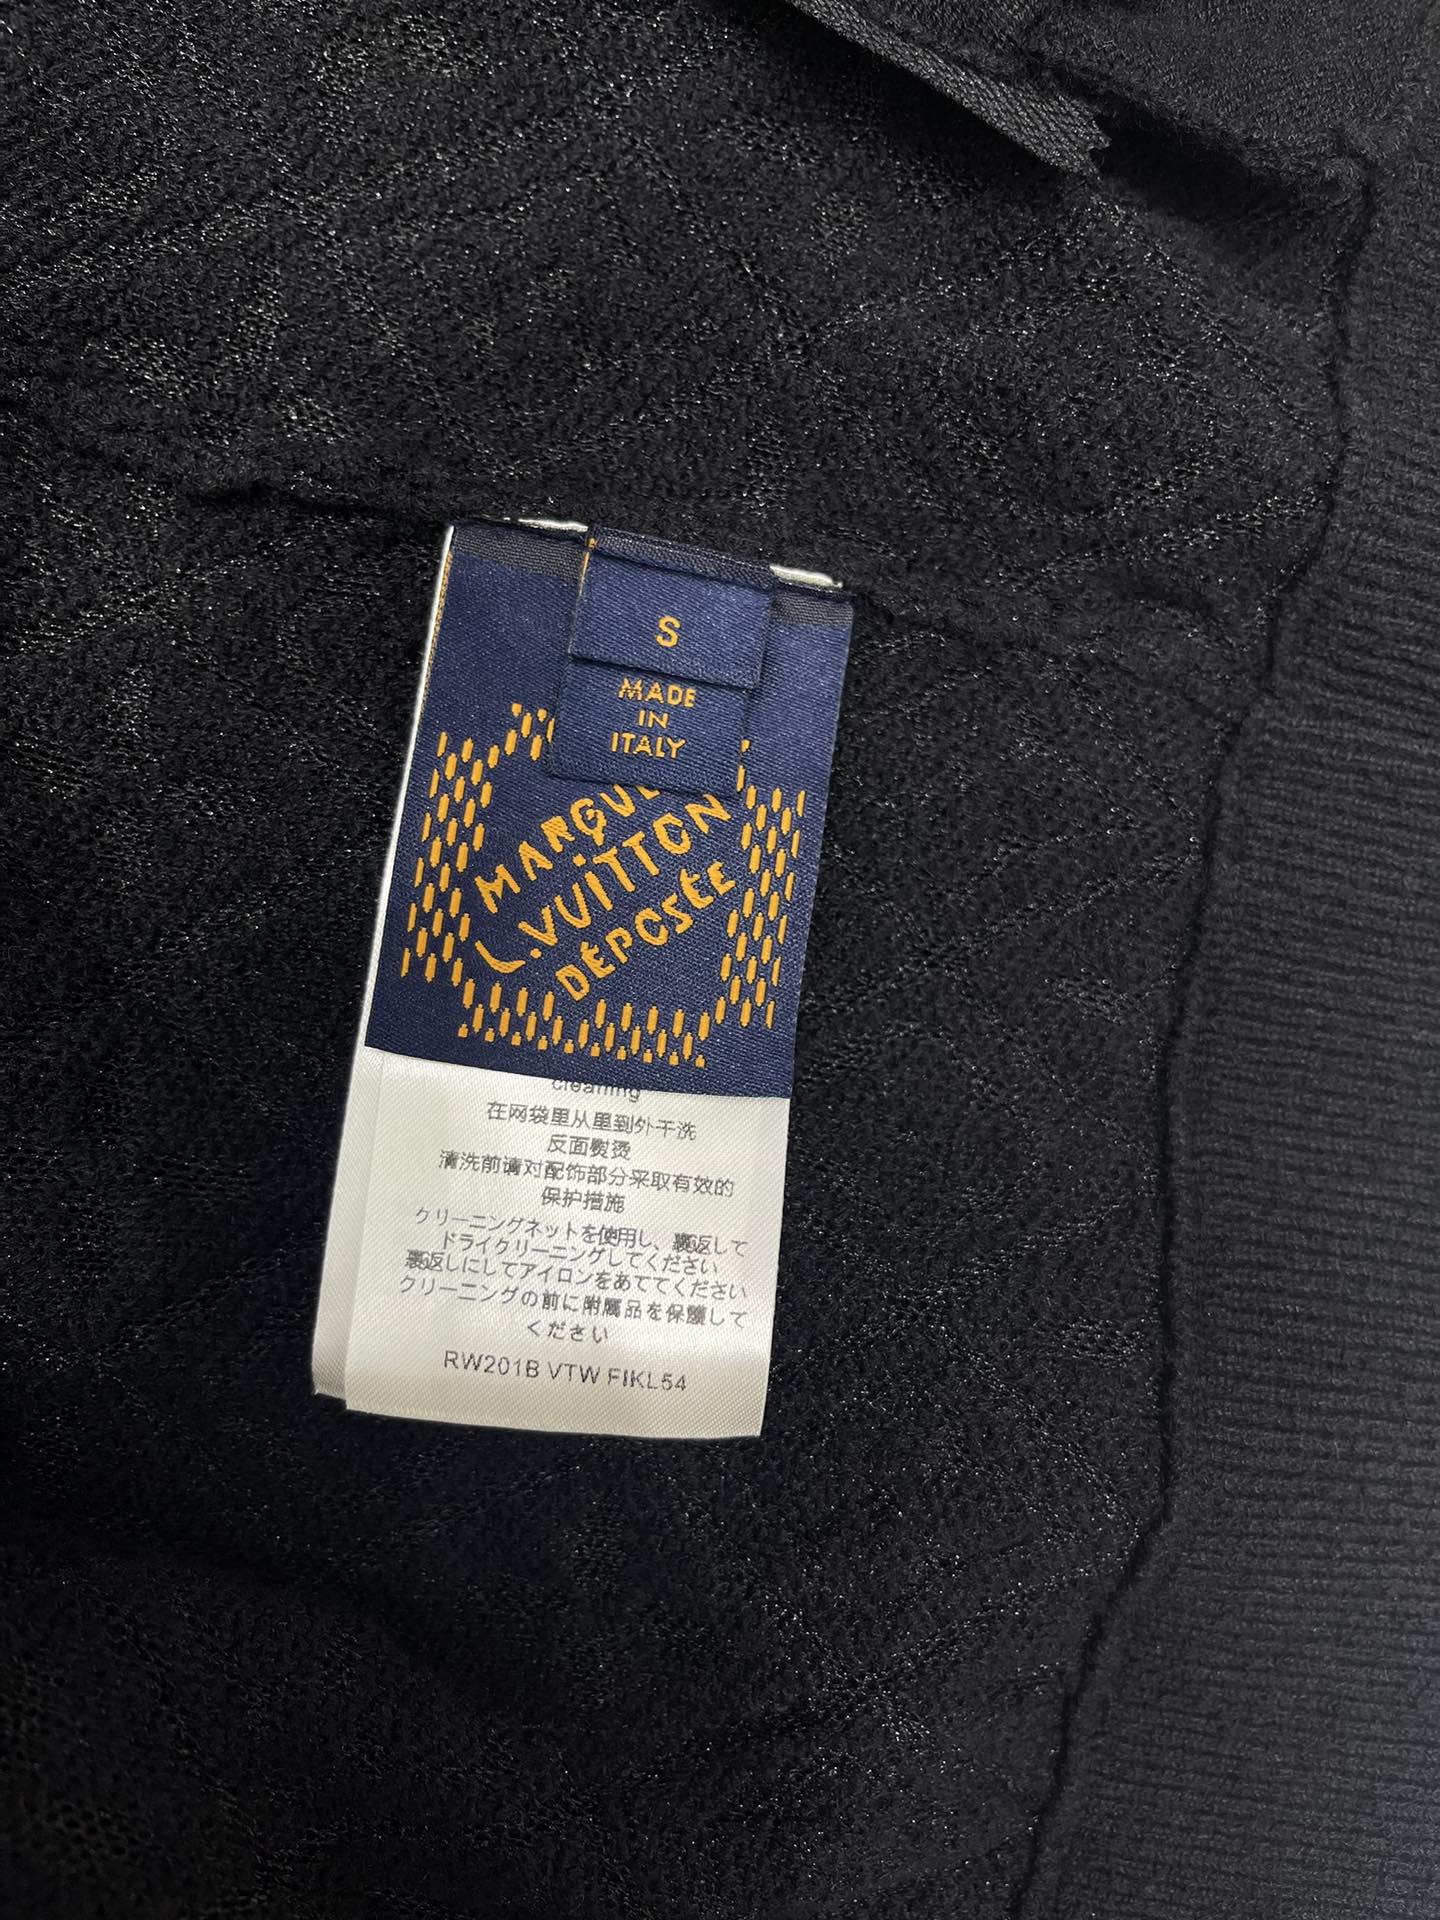 S
MADE
IN
ITALY
MARQUE
L.VUITTON
DÉPOSÉE
cleaning
在网袋里从里到外干洗
反面熨烫
清洗前请对配饰部分采取有效的
保护措施
クリーニングネットを使用し、裏返して
ドライクリーニングしてください
裏返しにしてアイロンをあててください
クリーニングの前に附属品を保護して
ください
RW201B VTW FIKL54